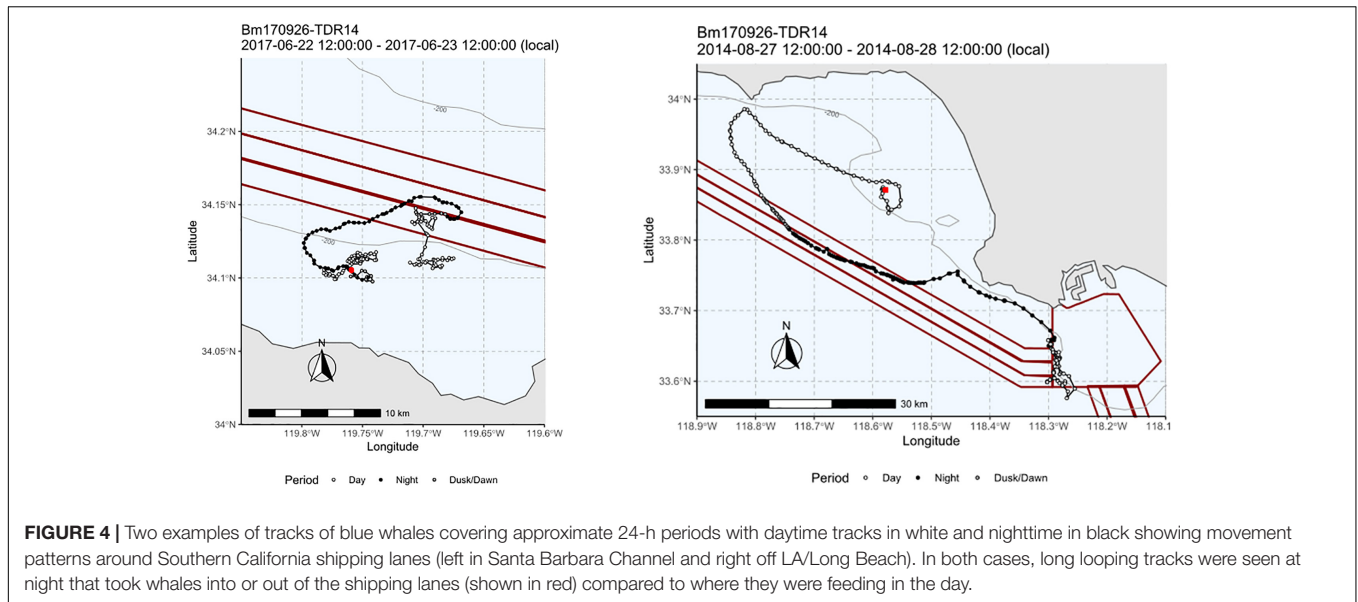 Bm170926-TDR14
2017-06-22 12:00:00 - 2017-06-23 12:00:00 (local)
-200
34.2°N
34.15°N
-200
34.1°N
34.05°N
34°N
Latitude
N
10 km
119.8°W
119.75°W
119.7°W
119.65°W
119.6°W
Longitude
Period Day Night Dusk/Dawn
Bm170926-TDR14
2014-08-27 12:00:00 - 2014-08-28 12:00:00 (local)
34°N
-200
33.9°N
33.8°N
33.7°N
33.6°N
Latitude
N
30 km
118.9°W
118.8°W
118.7°W
118.6°W
118.5°W
118.4°W
118.3°W
118.2°W
118.1
Longitude
Period Day Night Dusk/Dawn
FIGURE 4 | Two examples of tracks of blue whales covering approximate 24-h periods with daytime tracks in white and nighttime in black showing movement
patterns around Southern California shipping lanes (left in Santa Barbara Channel and right off LA/Long Beach). In both cases, long looping tracks were seen at
night that took whales into or out of the shipping lanes (shown in red) compared to where they were feeding in the day.